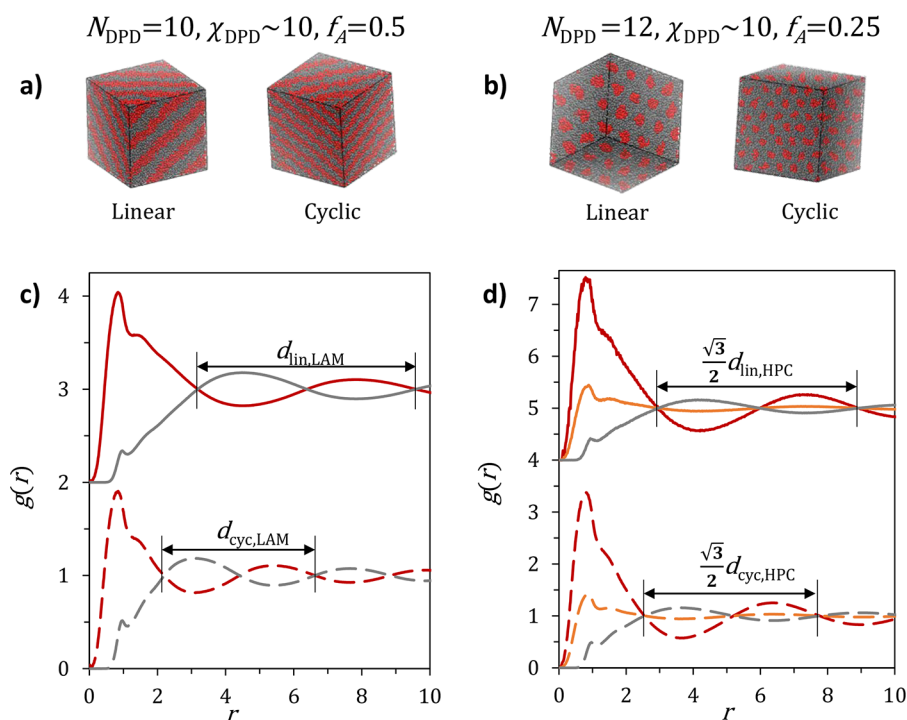 N_DPD=10, χ_DPD~10, f_A=0.5
N_DPD=12, χ_DPD~10, f_A=0.25
a)
Linear
Cyclic
b)
Linear
Cyclic
c)
4
3
2
1
0
g(r)
d_lin,LAM
d_cyc,LAM
0 2 4 6 8 10
r
d)
7
6
5
4
3
2
1
0
g(r)
√3/2 d_lin,HPC
√3/2 d_cyc,HPC
0 2 4 6 8 10
r